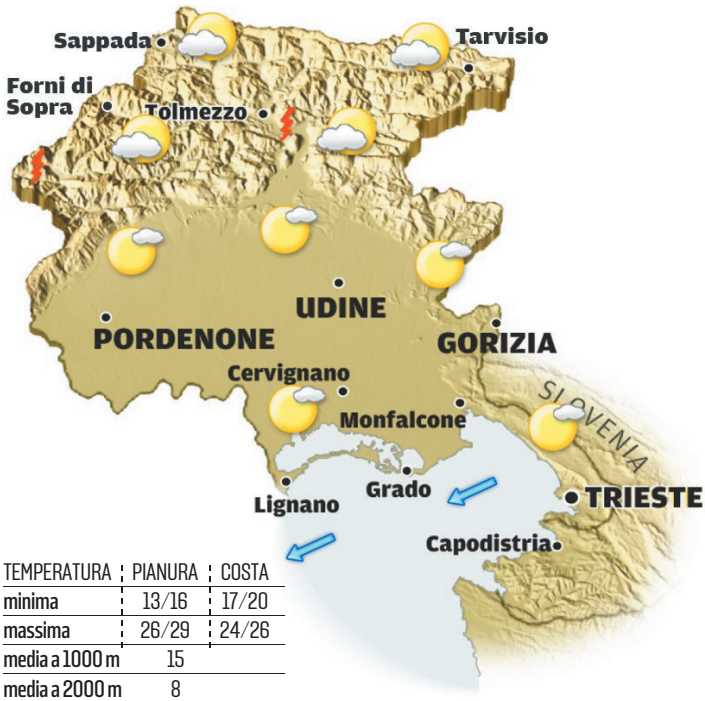 Sappada
Tarvisio
Forni di
Sopra
Tolmezzo
UDINE
PORDENONE
GORIZIA
Cervignano
SLOVENIA
Monfalcone
Grado
Lignano
TRIESTE
Capodistria
TEMPERATURA PIANURA COSTA
minima 13/16 17/20
massima 26/29 24/26
media a 1000 m 15
media a 2000 m 8